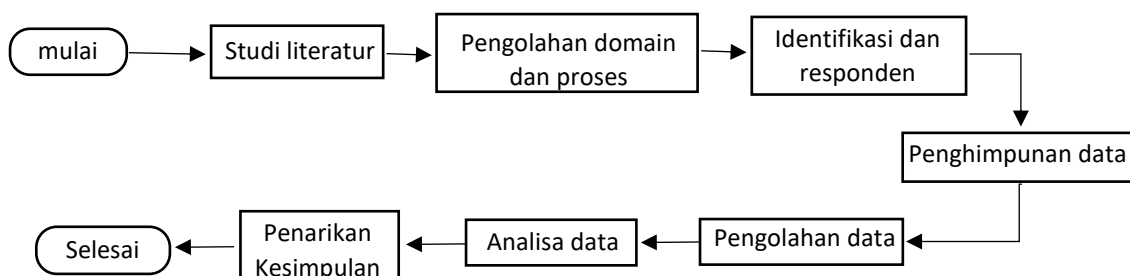 mulai
Studi literatur
Pengolahan domain
dan proses
Identifikasi dan
responden
Penghimpunan data
Pengolahan data
Analisa data
Penarikan
Kesimpulan
Selesai